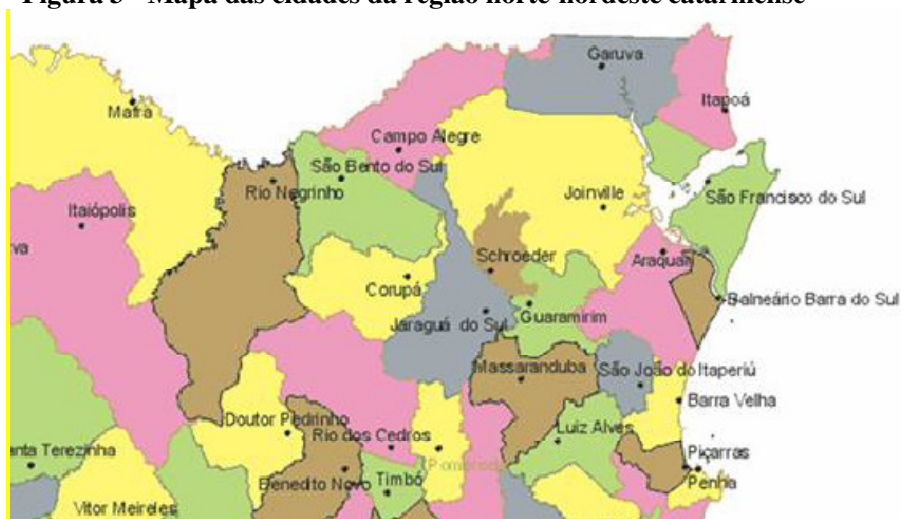 Figura 3 - Mapa das cidades da região norte-nordeste catarinense
Garuva
Mafra
Itapoá
Campo Alegre
São Bento do Sul
Rio Negrinho
Joinville
São Francisco do Sul
Itaiópolis
Schroeder
Araquari
Corupá
Balneário Barra do Sul
Jaraguá do Sul
Guaramirim
Massaranduba
São João do Itaperiú
Barra Velha
Doutor Pedrinho
Rio dos Cedros
Luiz Alves
Piçarras
Penha
Benedito Novo
Timbó
Vitor Meireles
Terezinha